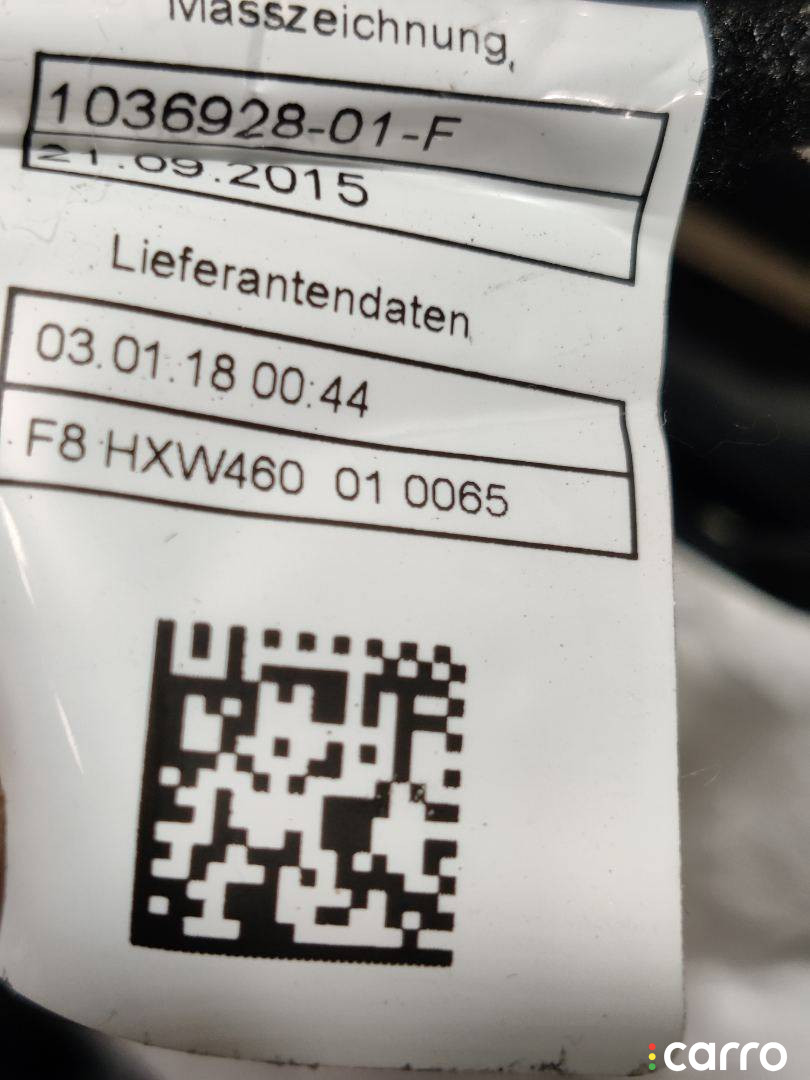 Masszeichnung
1036928-01-F
21.09.2015
Lieferantendaten
03.01.18 00:44
F8 HXW460 01 0065
carro